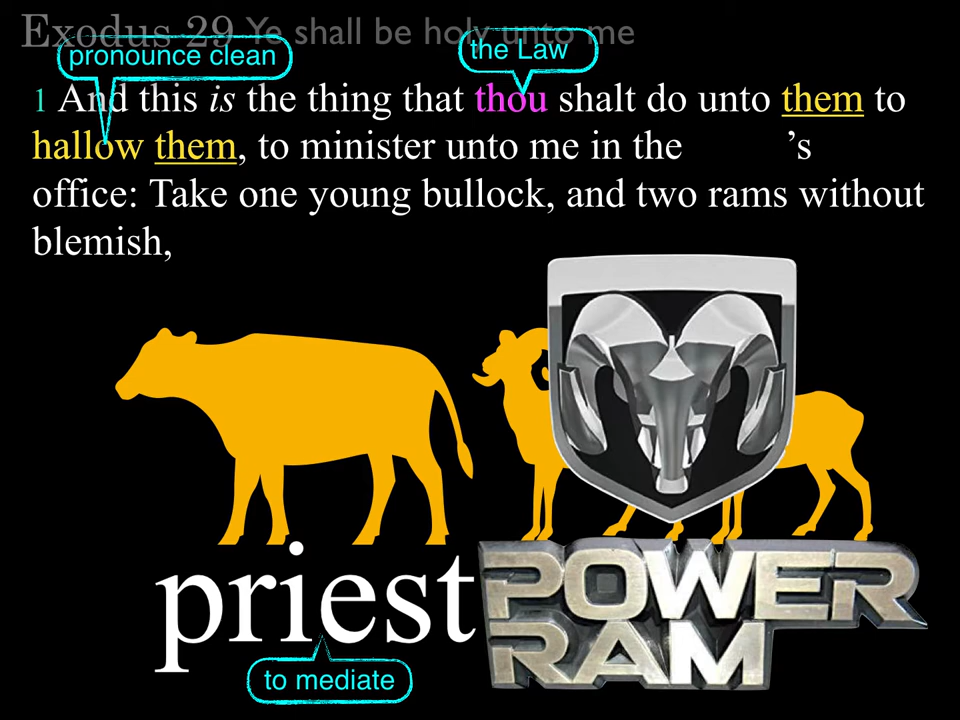 Exodus 29 Ye shall be holy unto me
pronounce clean
the Law
1 And this is the thing that thou shalt do unto them to
hallow them, to minister unto me in the ’s
office: Take one young bullock, and two rams without
blemish,
priest
POWER
RAM
to mediate